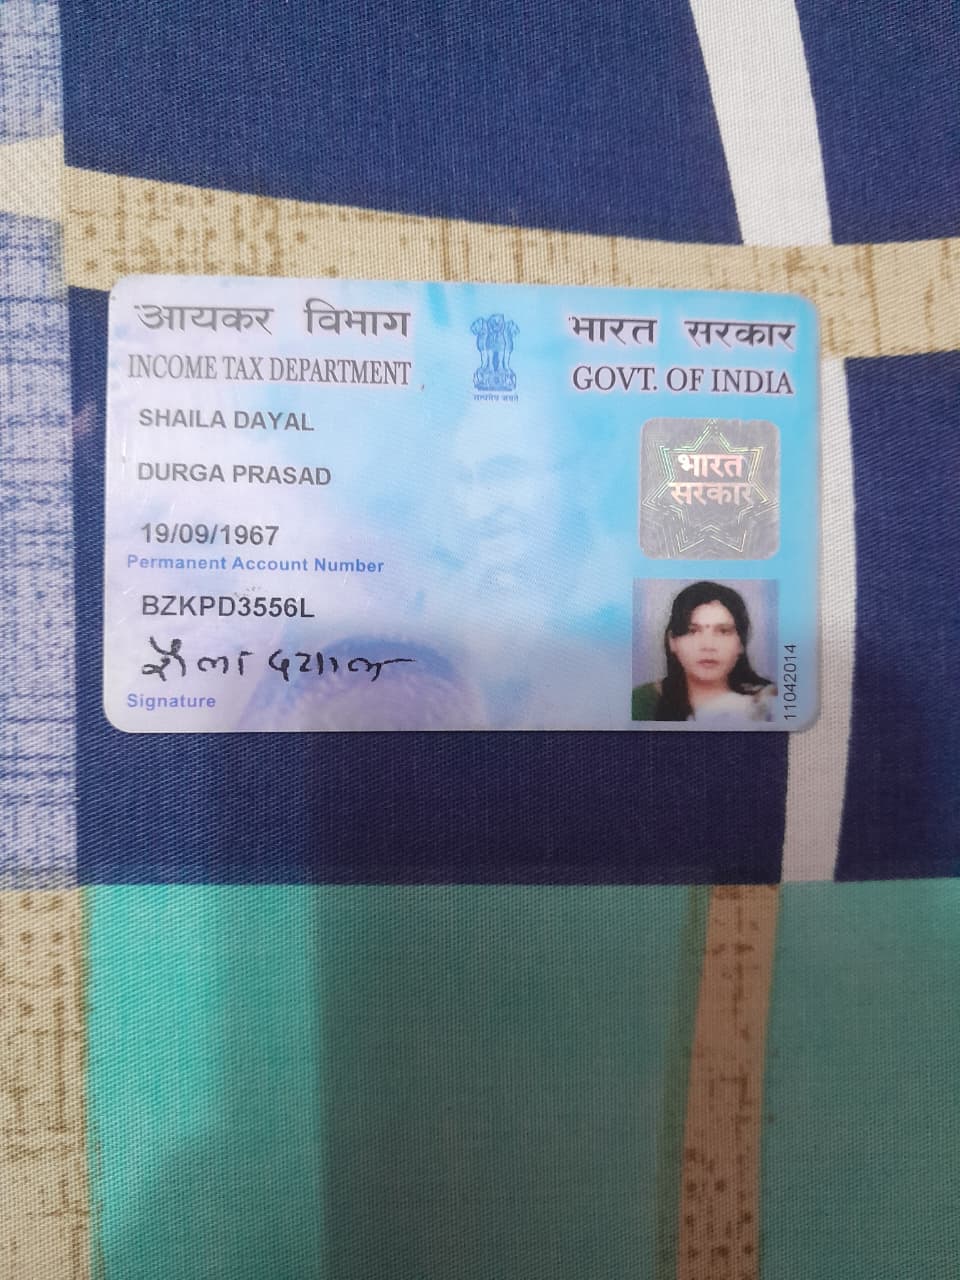 आयकर विभाग
भारत सरकार
INCOME TAX DEPARTMENT
GOVT. OF INDIA
सत्यमेव जयते
SHAILA DAYAL
DURGA PRASAD
19/09/1967
Permanent Account Number
BZKPD3556L
शैला दयाल
Signature
भारत
सरकार
11042014